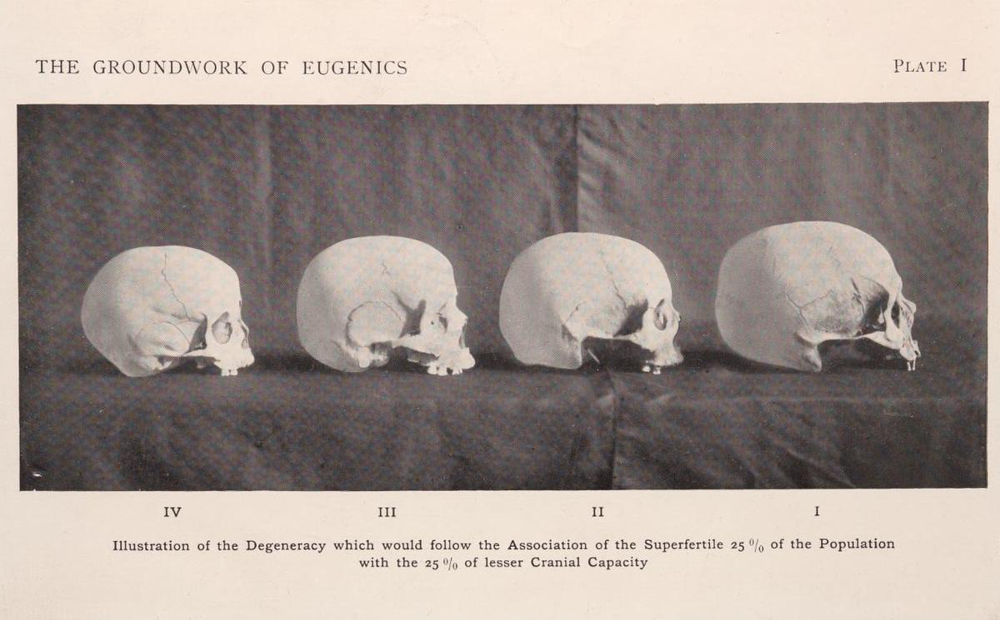 THE GROUNDWORK OF EUGENICS PLATE I
IV III II I
Illustration of the Degeneracy which would follow the Association of the Superfertile 25 % of the Population
with the 25 % of lesser Cranial Capacity